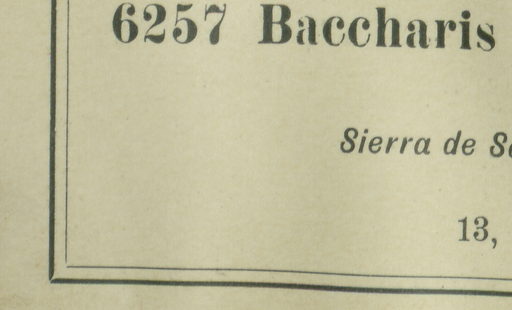 6257 Baccharis
Sierra de
13,